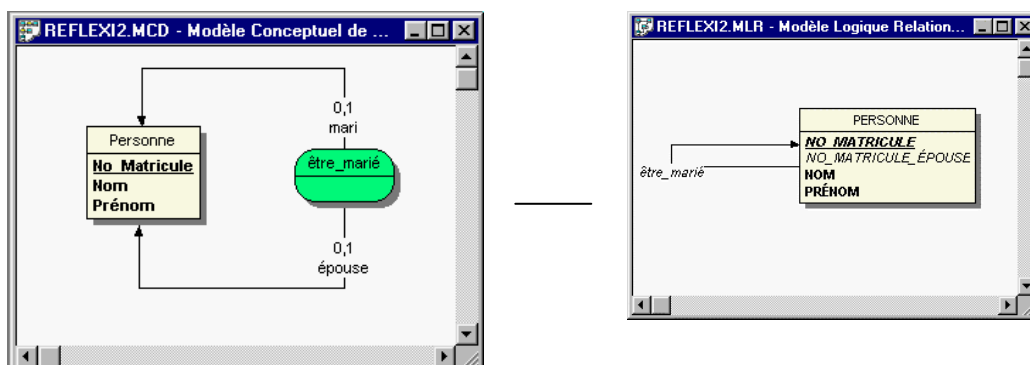 REFLEXI2.MCD - Modèle Conceptuel de ...
0,1
mari
Personne
No_Matricule
Nom
Prénom
être_marié
0,1
épouse
REFLEXI2.MLR - Modèle Logique Relation...
PERSONNE
NO_MATRICULE
NO_MATRICULE_ÉPOUSE
NOM
PRÉNOM
être_marié